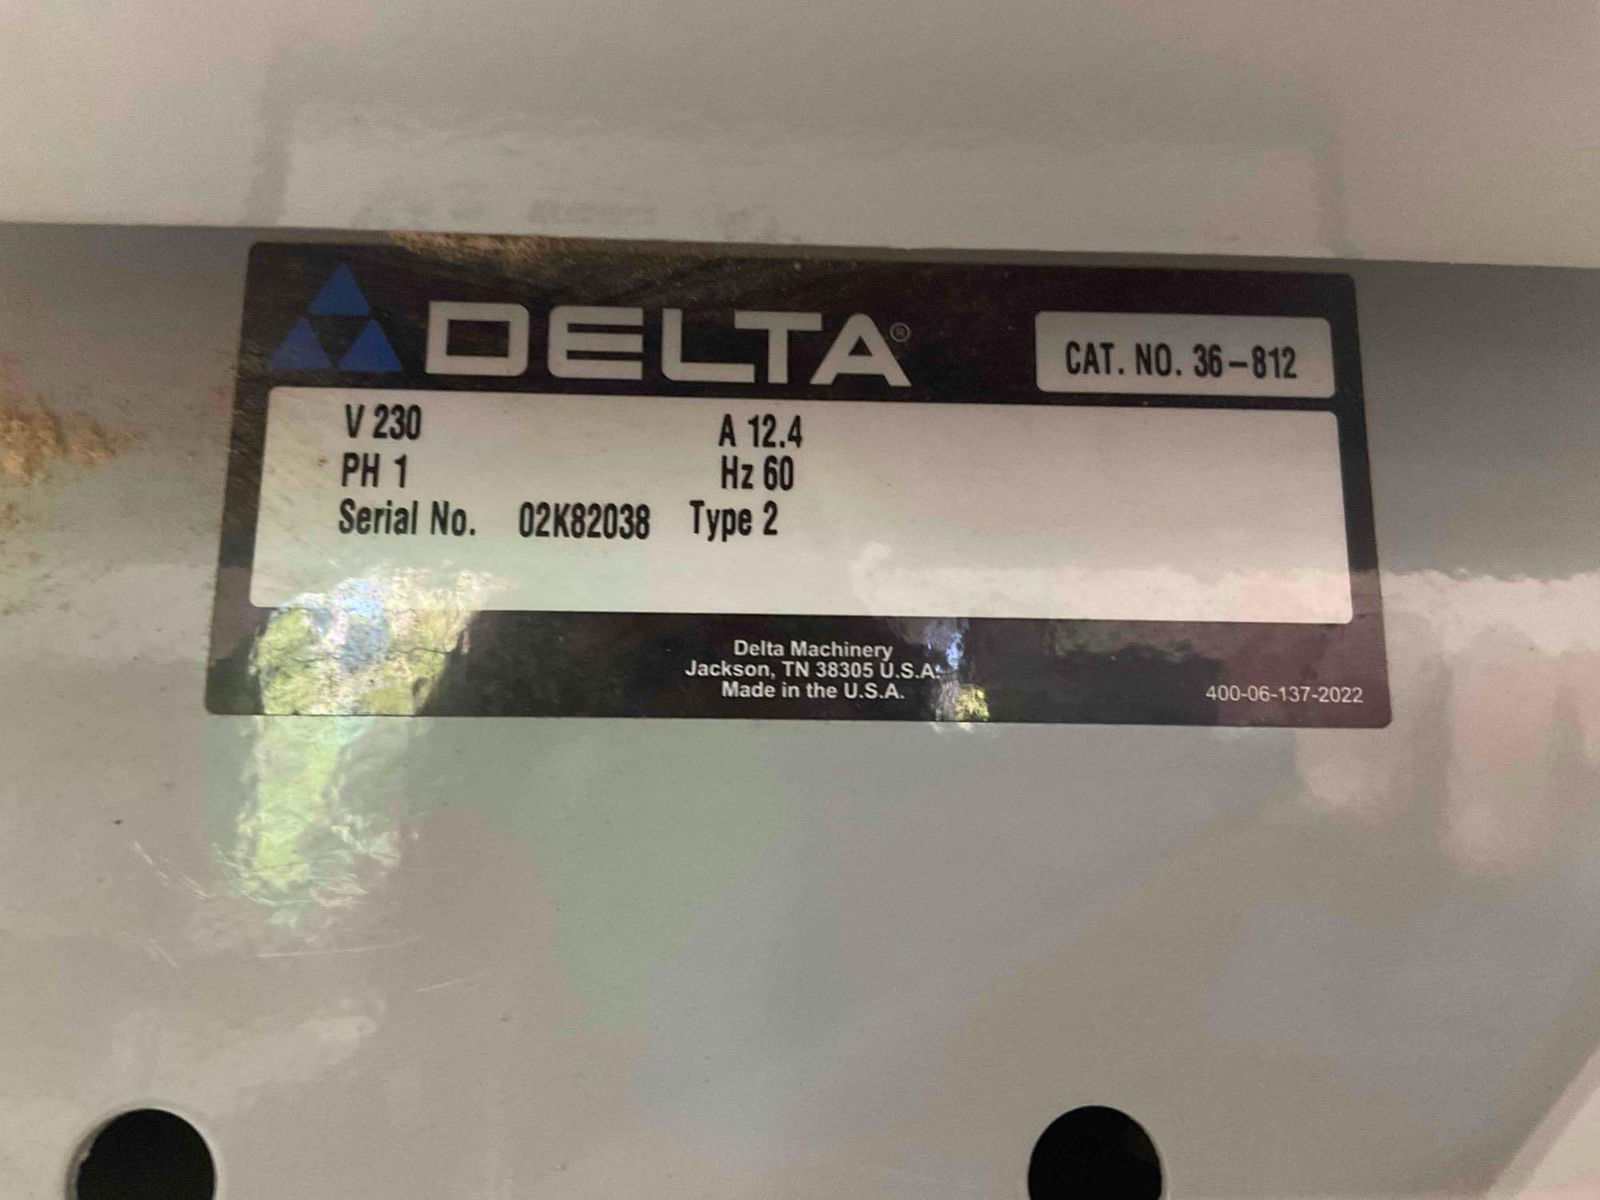 DELTA®
CAT. NO. 36-812
V 230 A 12.4
PH 1 Hz 60
Serial No. 02K82038 Type 2
Delta Machinery
Jackson, TN 38305 U.S.A.
Made in the U.S.A.
400-06-137-2022